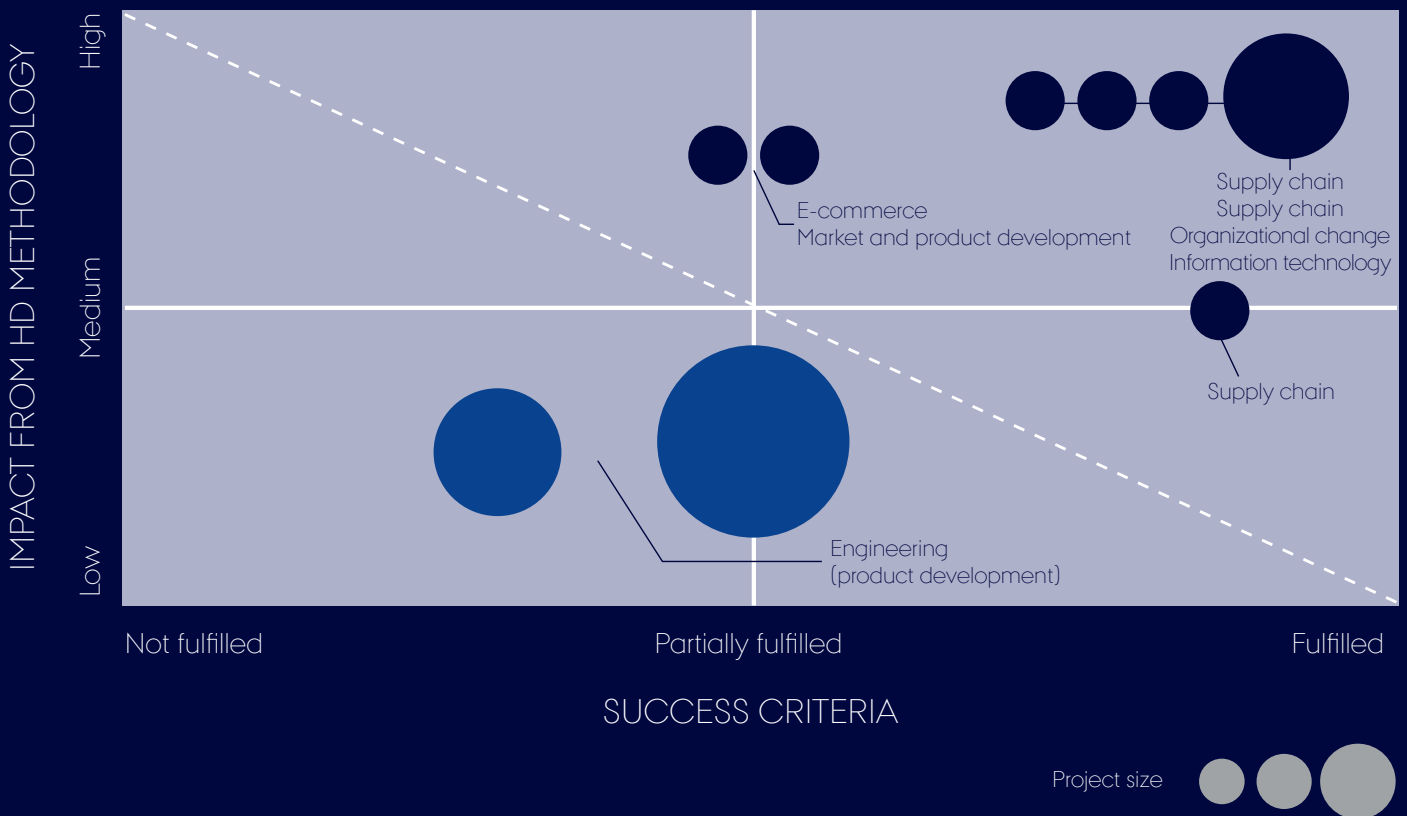 IMPACT FROM HD METHODOLOGY
High
Medium
Low
E-commerce
Market and product development
Supply chain
Supply chain
Organizational change
Information technology
Supply chain
Engineering
(product development)
Not fulfilled
Partially fulfilled
Fulfilled
SUCCESS CRITERIA
Project size